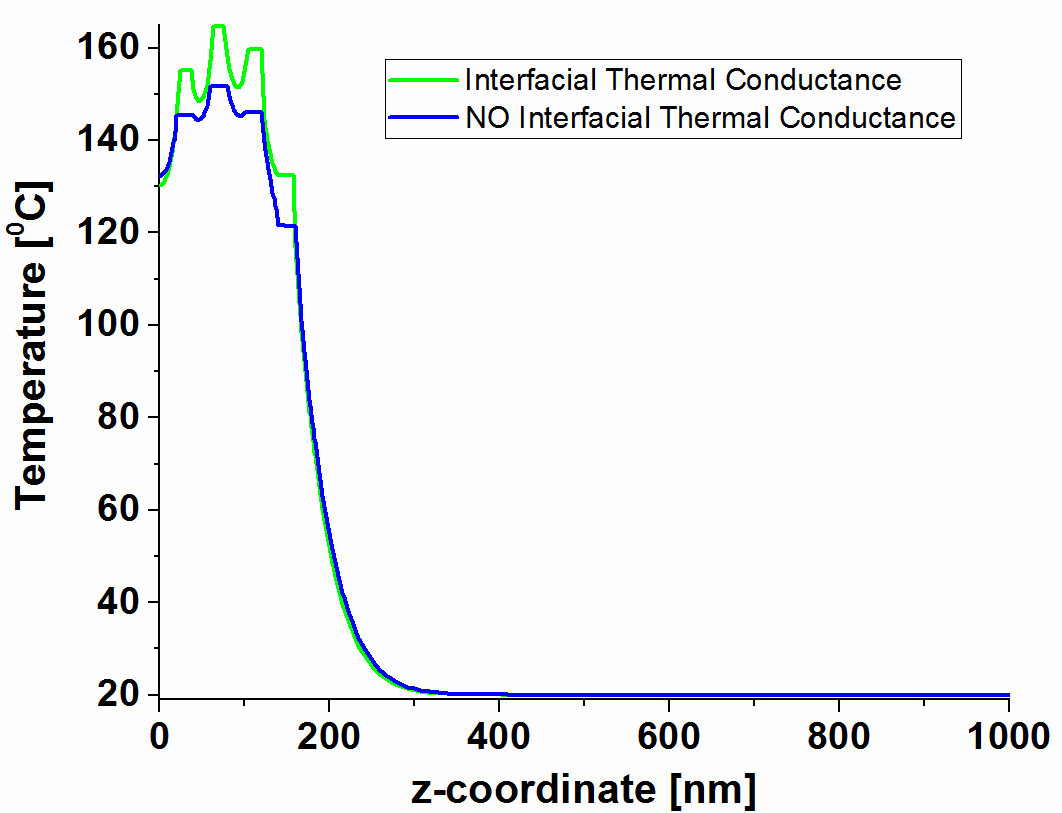 Interfacial Thermal Conductance
NO Interfacial Thermal Conductance
Temperature [⁰C]
160
140
120
100
80
60
40
20
0 200 400 600 800 1000
z-coordinate [nm]